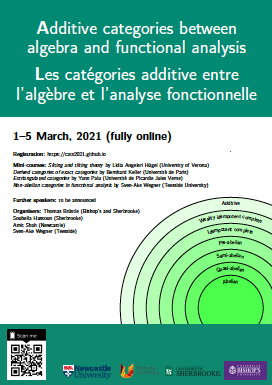 Additive categories between
algebra and functional analysis
Les catégories additive entre
l'algèbre et l'analyse fonctionnelle
1–5 March, 2021 (fully online)
Registration: https://cats2021.github.io
Mini-courses: Silting and tilting theory by Lidia Angeleri Hügel (University of Verona)
Derived categories of exact categories by Bernhard Keller (Université de Paris)
Extriangulated categories by Yann Palu (Université de Picardie Jules Verne)
Non-abelian categories in functional analysis by Sven-Ake Wegner (Teesside University)
Further speakers: to be announced
Organisers: Thomas Brüstle (Bishop's and Sherbrooke)
Souheila Hassoun (Sherbrooke)
Amit Shah (Newcastle)
Sven-Ake Wegner (Teesside)
Additive
Weakly idempotent complete
Idempotent complete
Pre-abelian
Semi-abelian
Quasi-abelian
Abelian
Scan me
Newcastle
University
UNIVERSITÉ DE
SHERBROOKE
BISHOP'S
UNIVERSITY